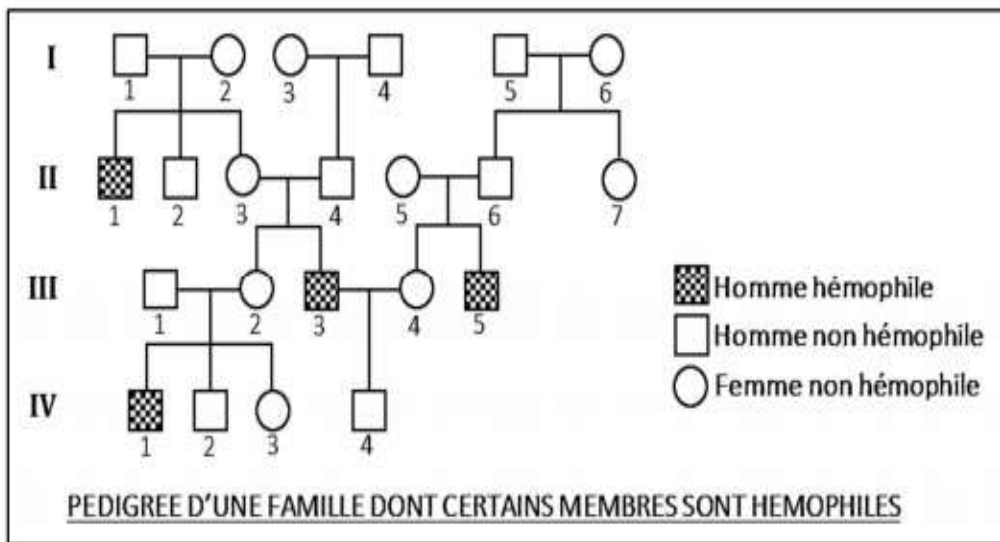 I
1 2 3 4 5 6
II
1 2 3 4 5 6 7
III
1 2 3 4 5
Homme hémophile
Homme non hémophile
Femme non hémophile
IV
1 2 3 4
PEDIGREE D'UNE FAMILLE DONT CERTAINS MEMBRES SONT HEMOPHILES